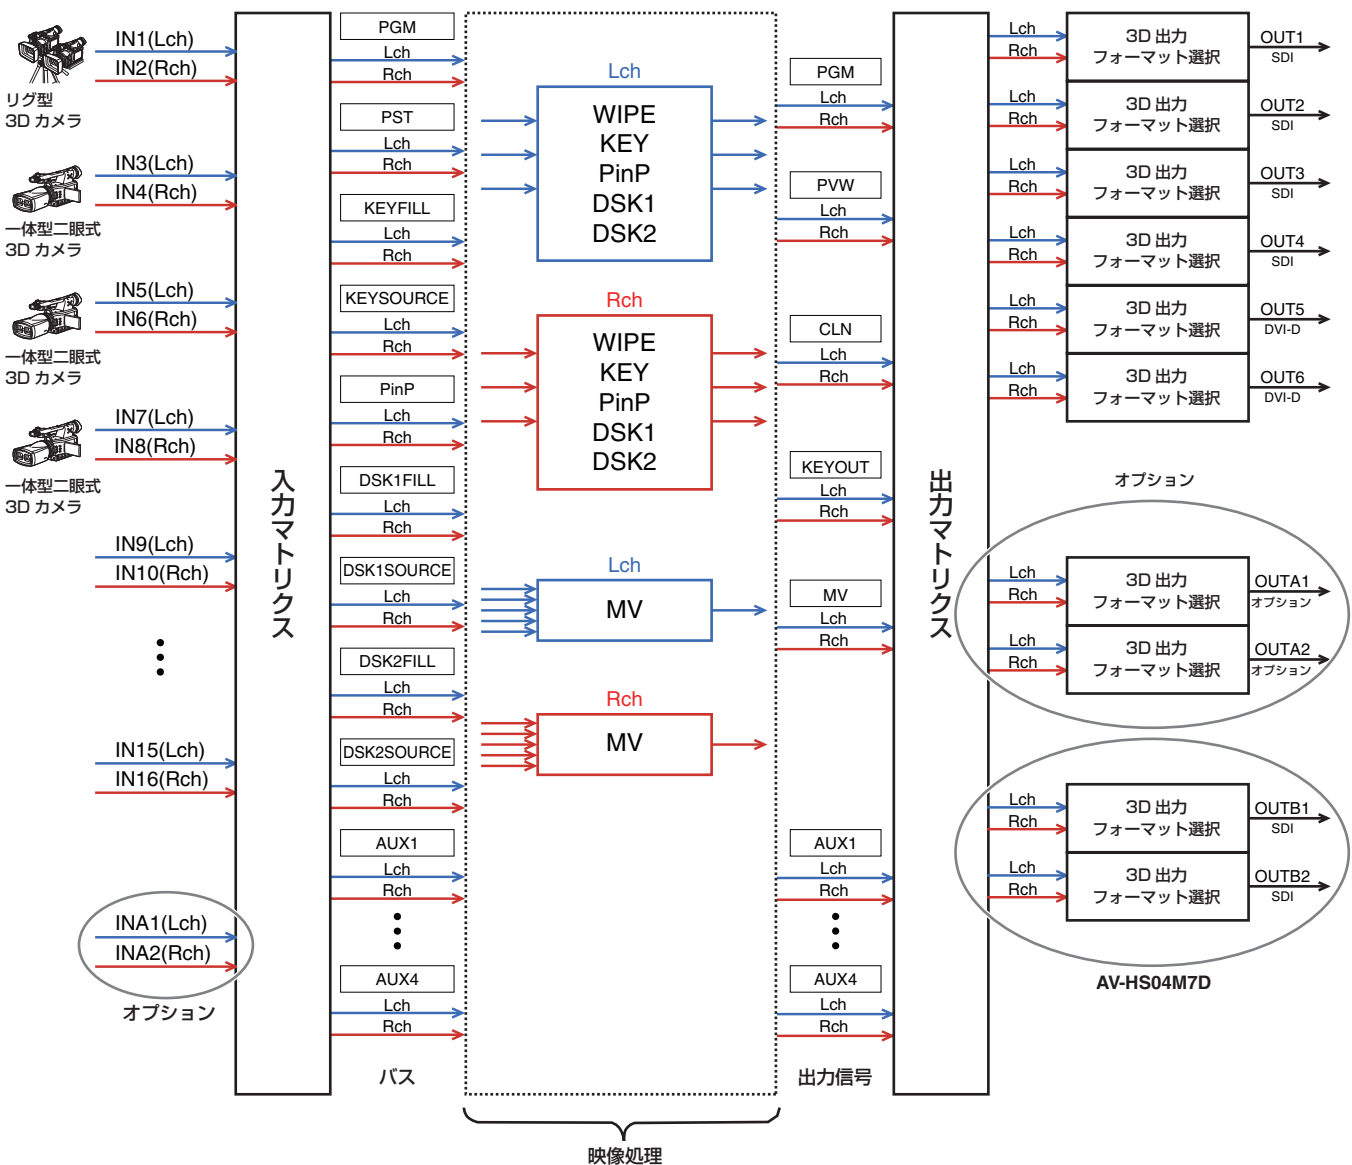 IN1(Lch)
IN2(Rch)
リグ型
3D カメラ
IN3(Lch)
IN4(Rch)
一体型二眼式
3D カメラ
IN5(Lch)
IN6(Rch)
一体型二眼式
3D カメラ
IN7(Lch)
IN8(Rch)
一体型二眼式
3D カメラ
IN9(Lch)
IN10(Rch)
IN15(Lch)
IN16(Rch)
INA1(Lch)
INA2(Rch)
オプション
入力マトリクス
PGM
Lch
Rch
PST
Lch
Rch
KEYFILL
Lch
Rch
KEYSOURCE
Lch
Rch
PinP
Lch
Rch
DSK1FILL
Lch
Rch
DSK1SOURCE
Lch
Rch
DSK2FILL
Lch
Rch
DSK2SOURCE
Lch
Rch
AUX1
Lch
Rch
AUX4
Lch
Rch
バス
Lch
WIPE
KEY
PinP
DSK1
DSK2
Rch
WIPE
KEY
PinP
DSK1
DSK2
Lch
MV
Rch
MV
映像処理
PGM
Lch
Rch
PVW
Lch
Rch
CLN
Lch
Rch
KEYOUT
Lch
Rch
MV
Lch
Rch
AUX1
Lch
Rch
AUX4
Lch
Rch
出力信号
出力マトリクス
Lch
Rch
3D 出力
フォーマット選択
OUT1
SDI
Lch
Rch
3D 出力
フォーマット選択
OUT2
SDI
Lch
Rch
3D 出力
フォーマット選択
OUT3
SDI
Lch
Rch
3D 出力
フォーマット選択
OUT4
SDI
Lch
Rch
3D 出力
フォーマット選択
OUT5
DVI-D
Lch
Rch
3D 出力
フォーマット選択
OUT6
DVI-D
オプション
Lch
Rch
3D 出力
フォーマット選択
OUTA1
オプション
Lch
Rch
3D 出力
フォーマット選択
OUTA2
オプション
Lch
Rch
3D 出力
フォーマット選択
OUTB1
SDI
Lch
Rch
3D 出力
フォーマット選択
OUTB2
SDI
AV-HS04M7D